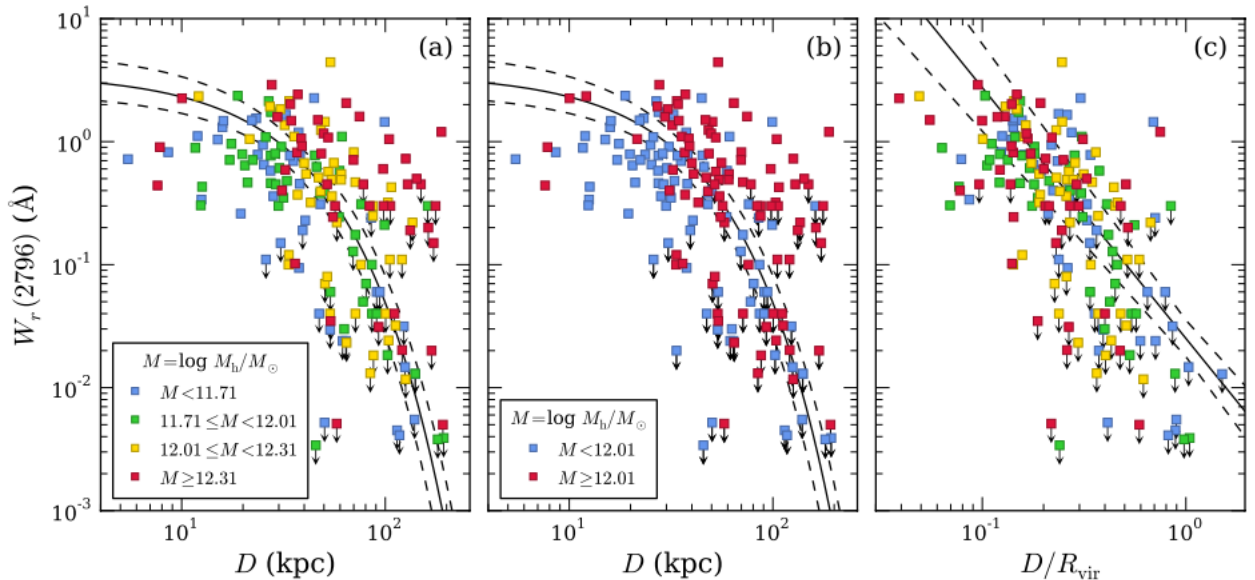 (a)
(b)
(c)
W_r(2796) (Å)
10^1
10^0
10^-1
10^-2
10^-3
M=log M_h/M_⊙
M<11.71
11.71≤M<12.01
12.01≤M<12.31
M≥12.31
M=log M_h/M_⊙
M<12.01
M≥12.01
10^1 10^2 10^1 10^2 10^-1 10^0
D (kpc) D (kpc) D/R_vir